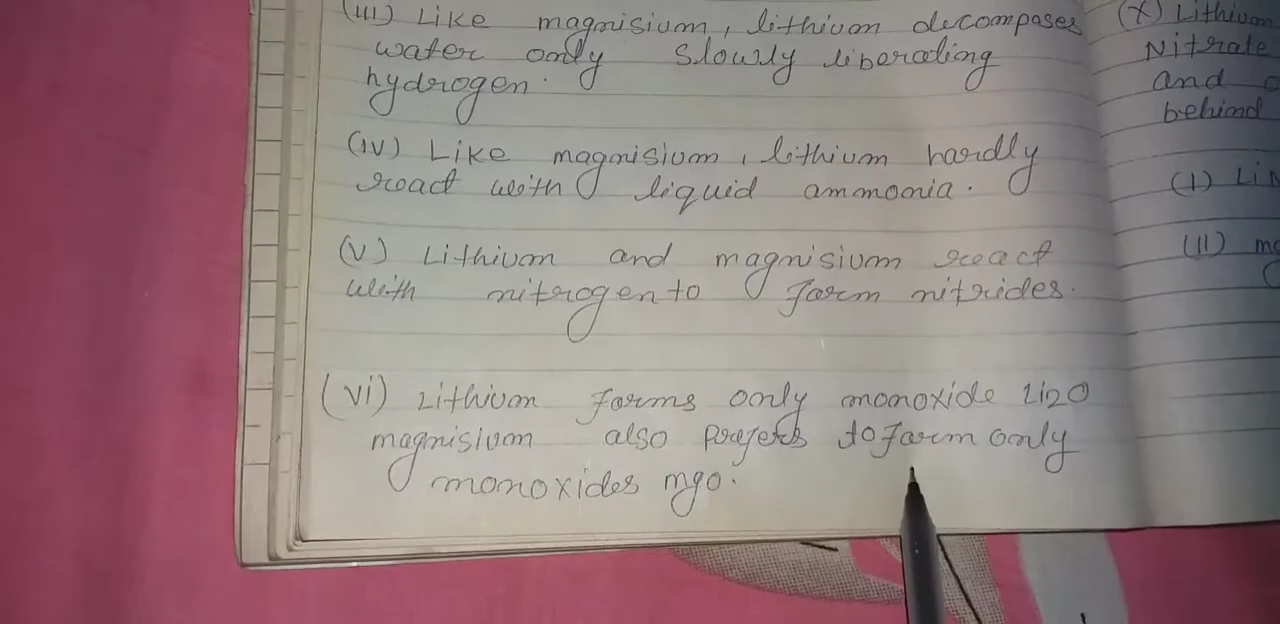 (III) Like magnisium, lithium decomposes
water only slowly liberating
hydrogen.
(IV) Like magnisium, lithium hardly
react with liquid ammonia.
(V) Lithium and magnisium react
with nitrogen to form nitrides.
(vi) Lithium forms only monoxide Li2O
magnisium also prefers to form only
monoxides mgo.
(X) Lithium
Nitrate
and
behind
(I) Li
(II) mg